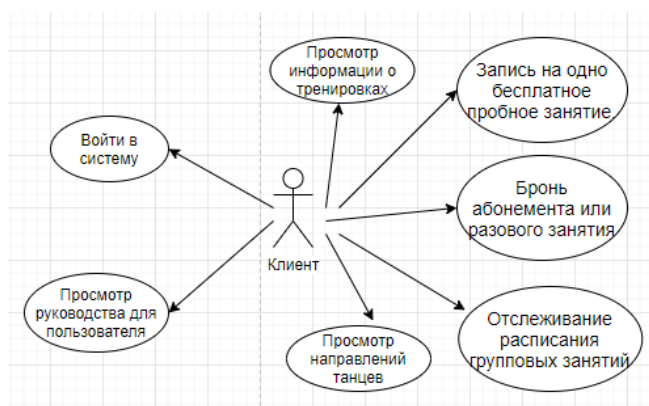 Просмотр
информации о
тренировках
Запись на одно
бесплатное
пробное занятие.
Войти в
систему
Бронь
абонемента или
разового занятия
Клиент
Просмотр
руководства для
пользователя
Просмотр
направлений
танцев
Отслеживание
расписания
групповых занятий